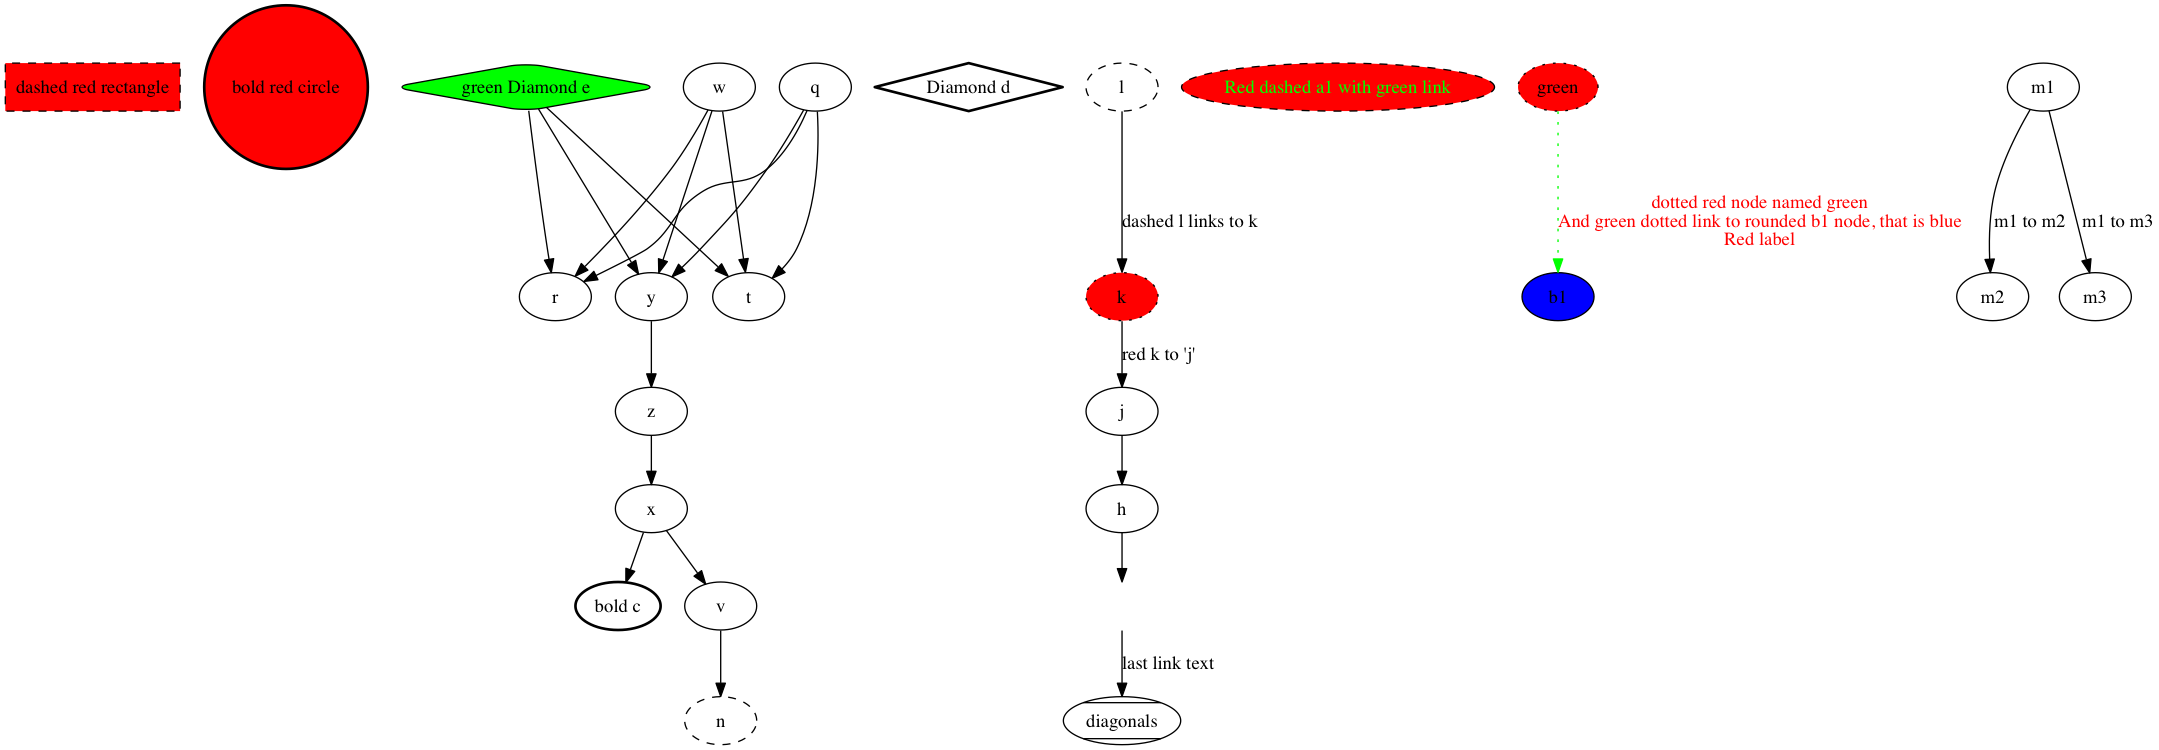 dashed red rectangle
bold red circle
green Diamond e
w
q
Diamond d
l
Red dashed a1 with green link
green
m1
dotted red node named green
dashed l links to k
And green dotted link to rounded b1 node, that is blue
m1 to m2
m1 to m3
Red label
r
y
t
k
b1
m2
m3
red k to 'j'
z
j
x
h
bold c
v
last link text
n
diagonals